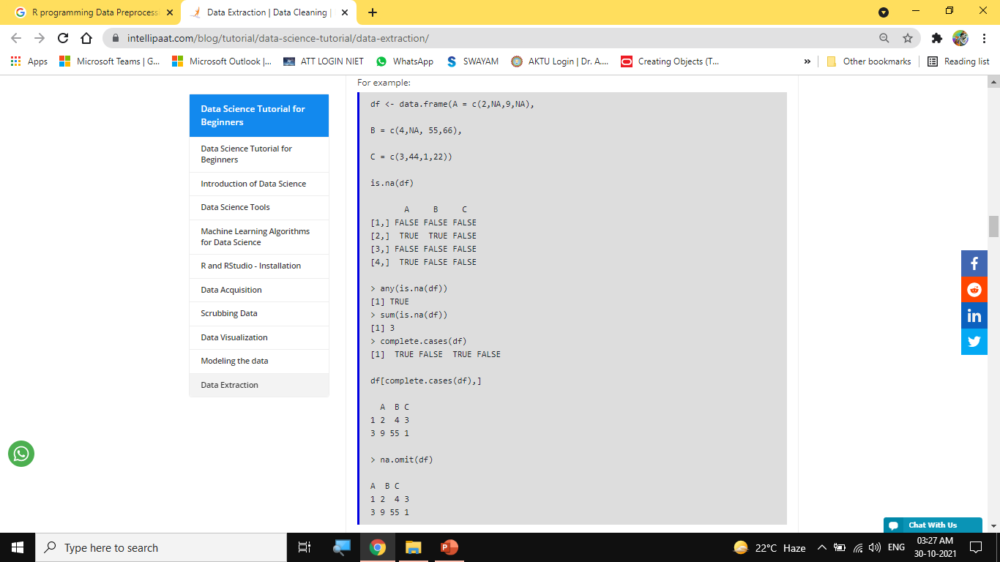 R programming Data Preprocess
Data Extraction | Data Cleaning |
intellipaat.com/blog/tutorial/data-science-tutorial/data-extraction/
Apps
Microsoft Teams | G...
Microsoft Outlook |...
ATT LOGIN NIET
WhatsApp
SWAYAM
AKTU Login | Dr. A....
Creating Objects (T...
»
Other bookmarks
Reading list
Data Science Tutorial for
Beginners
Data Science Tutorial for
Beginners
Introduction of Data Science
Data Science Tools
Machine Learning Algorithms
for Data Science
R and RStudio - Installation
Data Acquisition
Scrubbing Data
Data Visualization
Modeling the data
Data Extraction
For example:
df <- data.frame(A = c(2,NA,9,NA),
B = c(4,NA, 55,66),
C = c(3,44,1,22))
is.na(df)
A B C
[1,] FALSE FALSE FALSE
[2,] TRUE TRUE FALSE
[3,] FALSE FALSE FALSE
[4,] TRUE FALSE FALSE
> any(is.na(df))
[1] TRUE
> sum(is.na(df))
[1] 3
> complete.cases(df)
[1] TRUE FALSE TRUE FALSE
df[complete.cases(df),]
A B C
1 2 4 3
3 9 55 1
> na.omit(df)
A B C
1 2 4 3
3 9 55 1
Chat With Us
Type here to search
22°C Haze
ENG
03:27 AM
30-10-2021